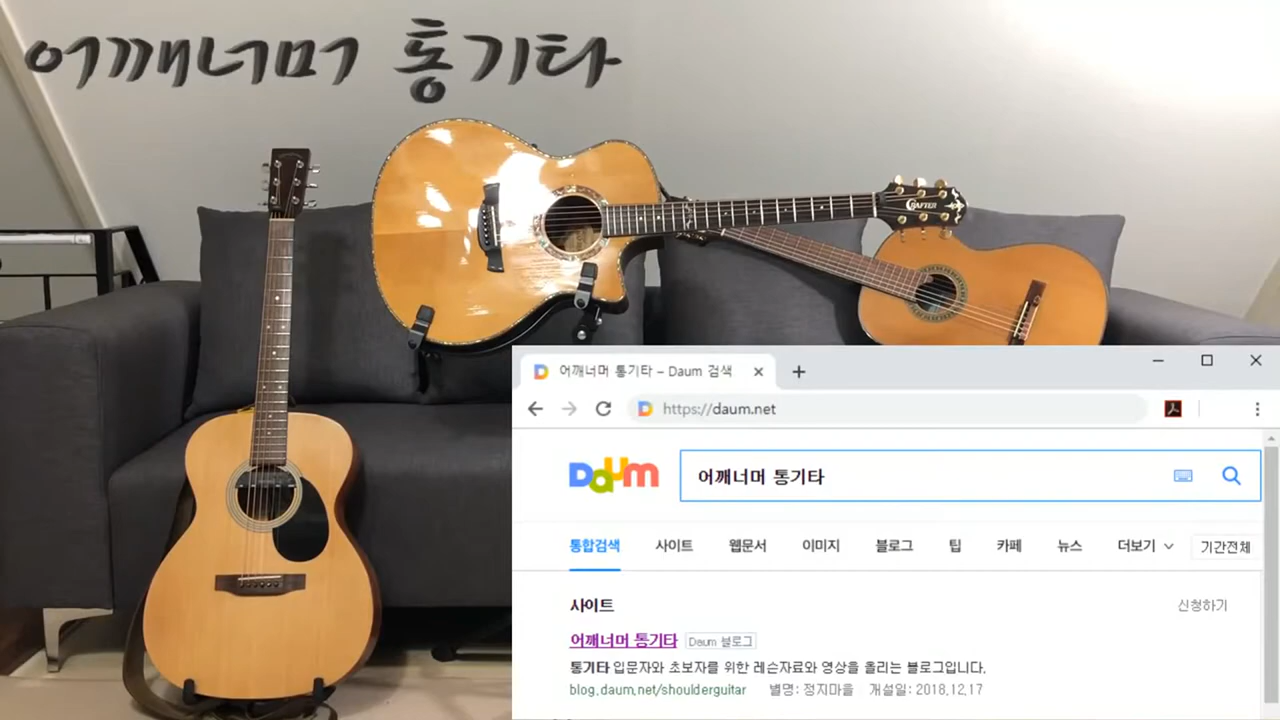 어깨너머 통기타
CRAFTER
어깨너머 통기타 – Daum 검색
https://daum.net
Daum
어깨너머 통기타
통합검색 사이트 웹문서 이미지 블로그 팁 카페 뉴스 더보기 기간전체
사이트 신청하기
어깨너머 통기타 Daum 블로그
통기타 입문자와 초보자를 위한 레슨자료와 영상을 올리는 블로그입니다.
blog.daum.net/shoulderguitar 별명: 정지마을 개설일: 2018.12.17